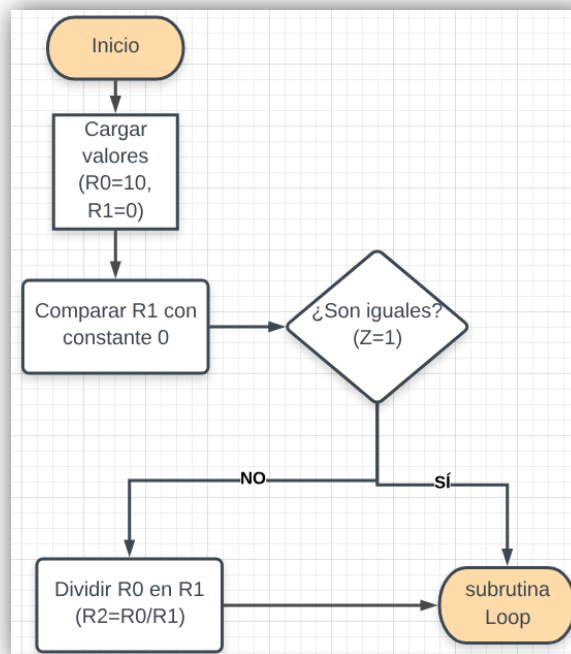 Inicio
Cargar
valores
(R0=10,
R1=0)
Comparar R1 con
constante 0
¿Son iguales?
(Z=1)
NO
SÍ
Dividir R0 en R1
(R2=R0/R1)
subrutina
Loop